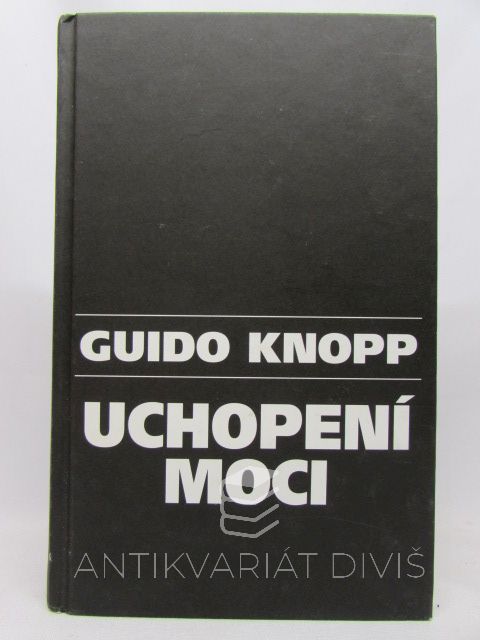 GUIDO KNOPP
UCHOPENÍ
MOCI
ANTIKVARIÁT DIVIŠ